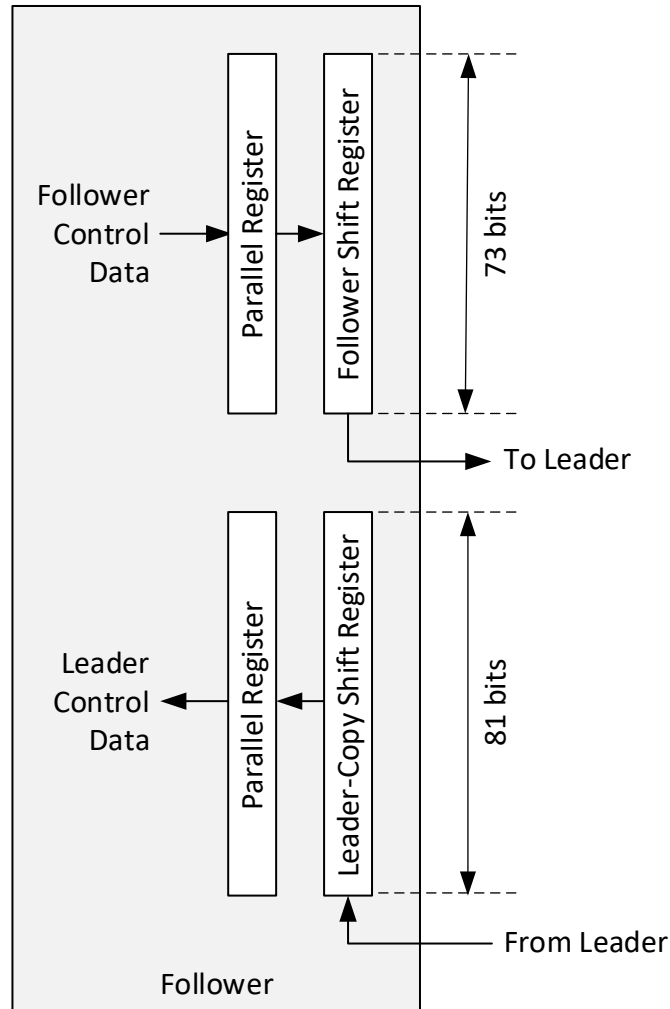 Follower
Control
Data
Parallel Register
Follower Shift Register
73 bits
To Leader
Leader
Control
Data
Parallel Register
Leader-Copy Shift Register
81 bits
From Leader
Follower